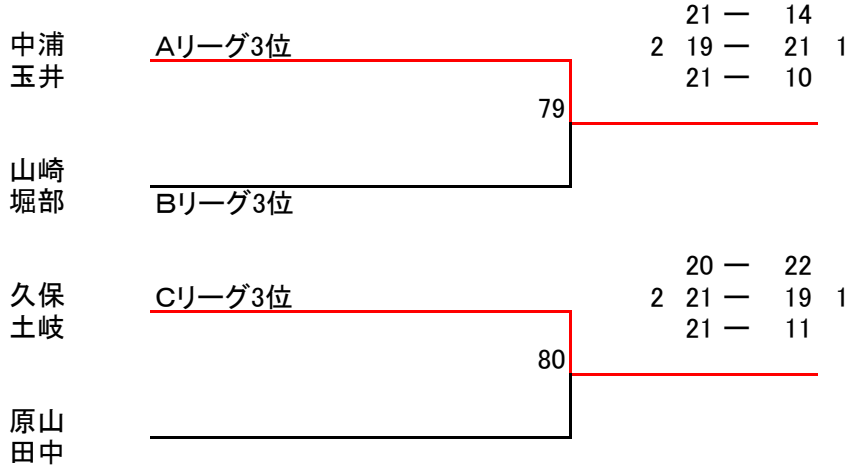 21 ー 14
中浦 Aリーグ3位 2 19 ー 21 1
玉井 21 ー 10
79
山崎
堀部 Bリーグ3位
20 ー 22
久保 Cリーグ3位 2 21 ー 19 1
土岐 21 ー 11
80
原山
田中